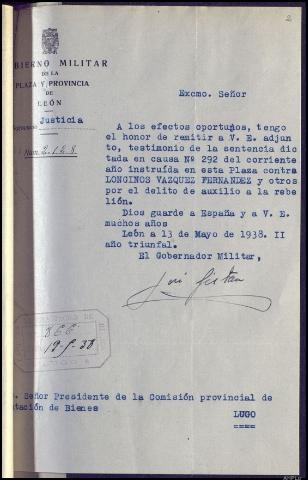 2
BIERNO MILITAR
DE LA
PLAZA Y PROVINCIA
DE
LEÓN
Justicia
Núm. 2.128
Excmo. Señor
A los efectos oportunos, tengo
el honor de remitir a V. E. adjun
to, testimonio de la sentencia dic
tada en causa Nº 292 del corriente
año instruída en esta Plaza contra
LONGINOS VAZQUEZ FERNANDEZ y otros
por el delito de auxilio a la rebe
lión.
Dios guarde a España y a V. E.
muchos años
León a 13 de Mayo de 1938. II
año triunfal.
El Gobernador Militar,
19-5-38
. Señor Presidente de la Comisión provincial de
tación de Bienes
LUGO